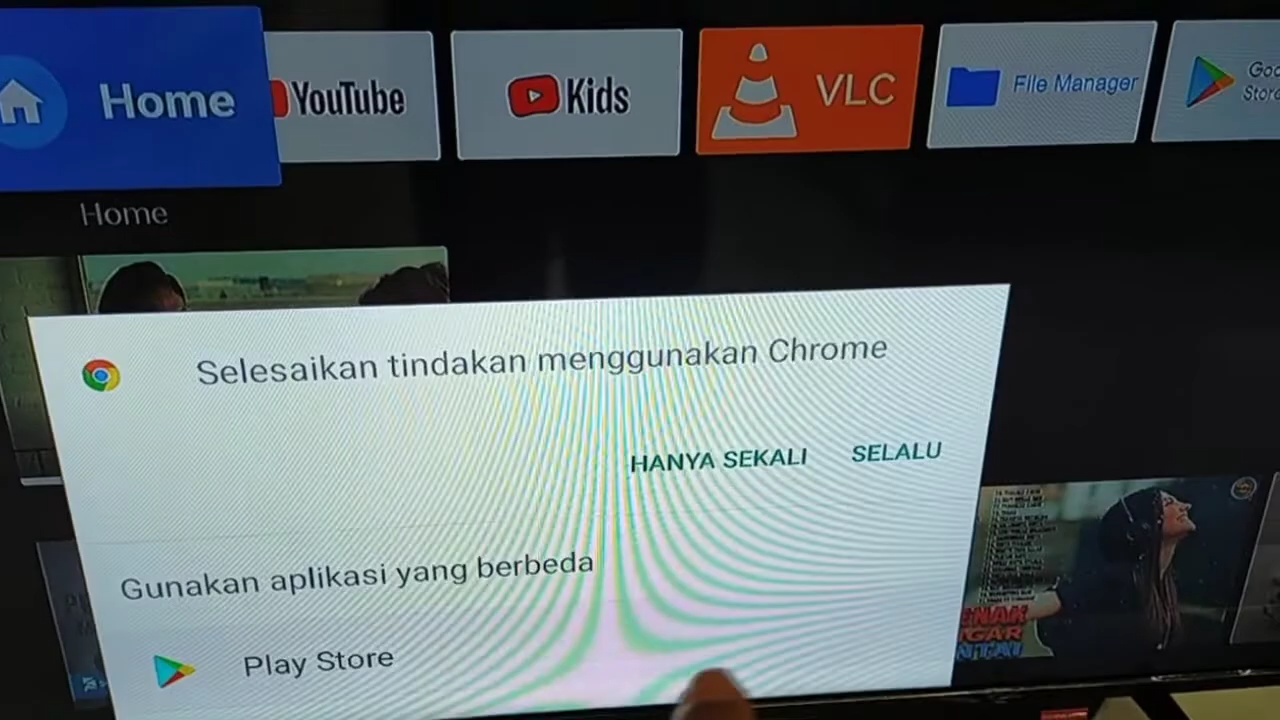 Home
YouTube
Kids
VLC
File Manager
Home
Selesaikan tindakan menggunakan Chrome
HANYA SEKALI
SELALU
Gunakan aplikasi yang berbeda
Play Store